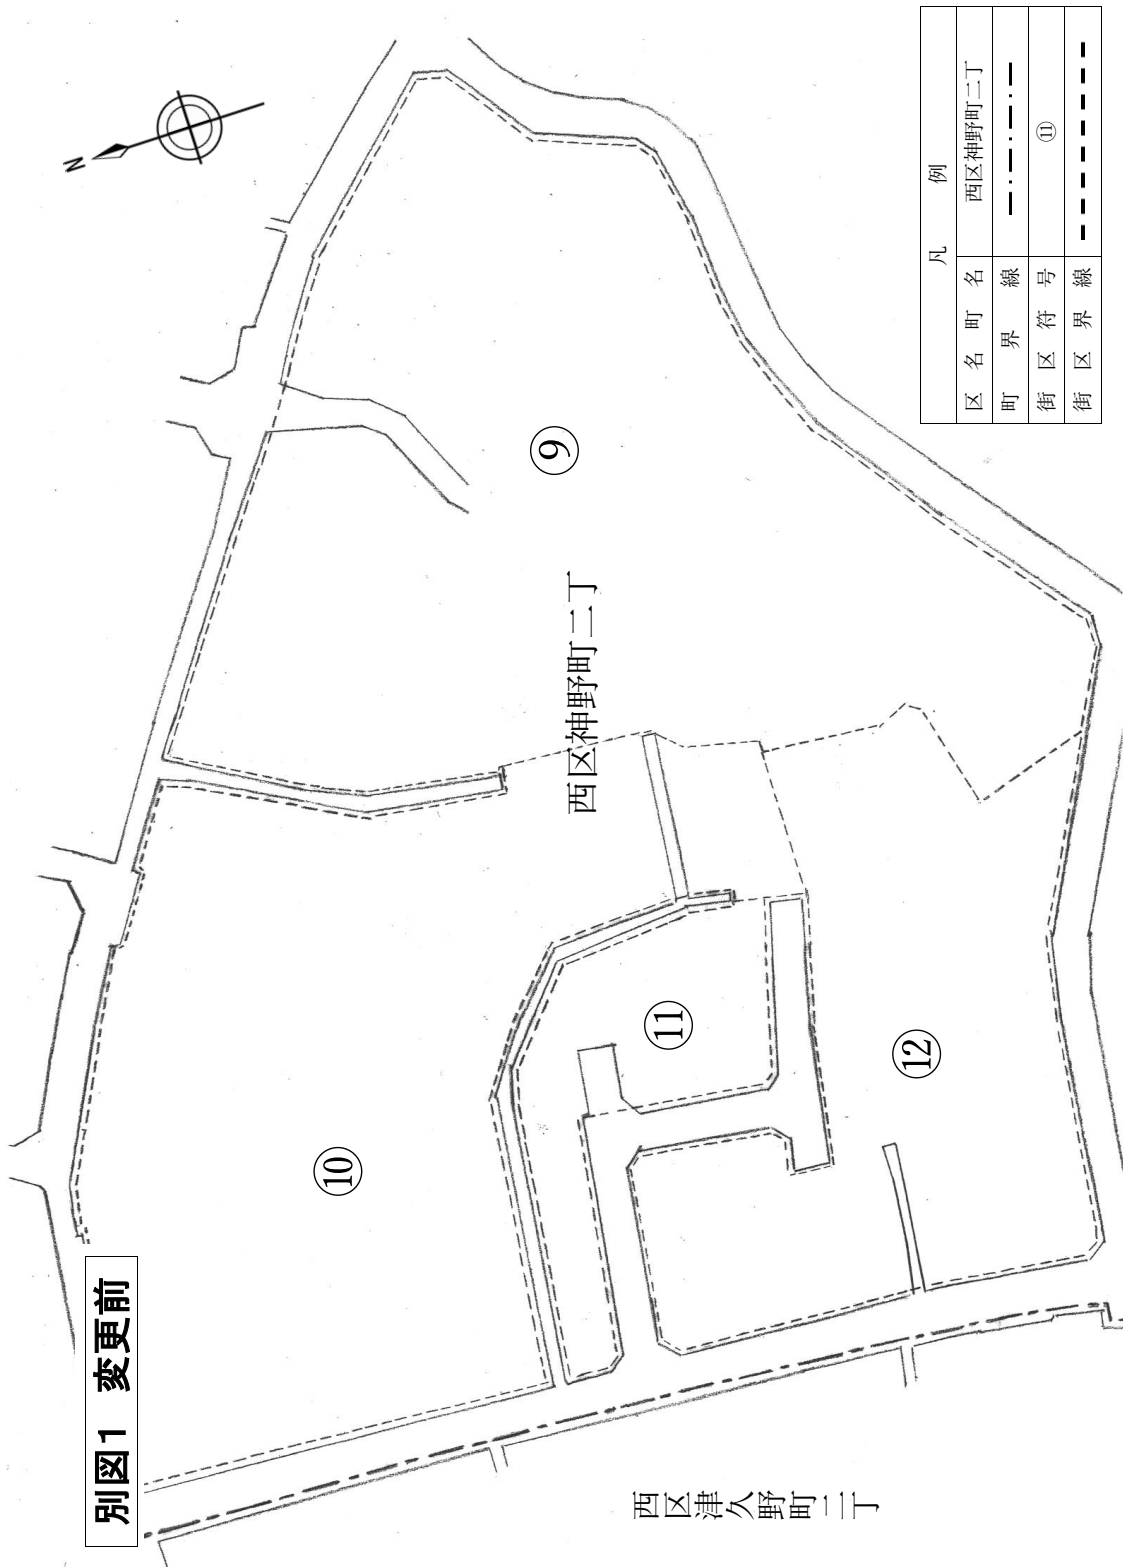 別図1 変更前
N
西区神野町二丁
⑨
⑩
⑪
⑫
西区津久野町三丁
凡 例
区名町名 西区神野町二丁
町界線
街区符号 ⑪
街区界線